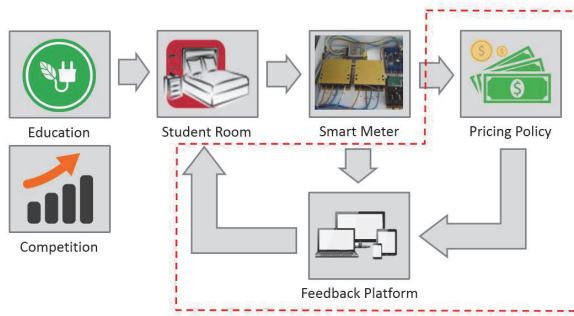 Education
Student Room
Smart Meter
Pricing Policy
Competition
Feedback Platform